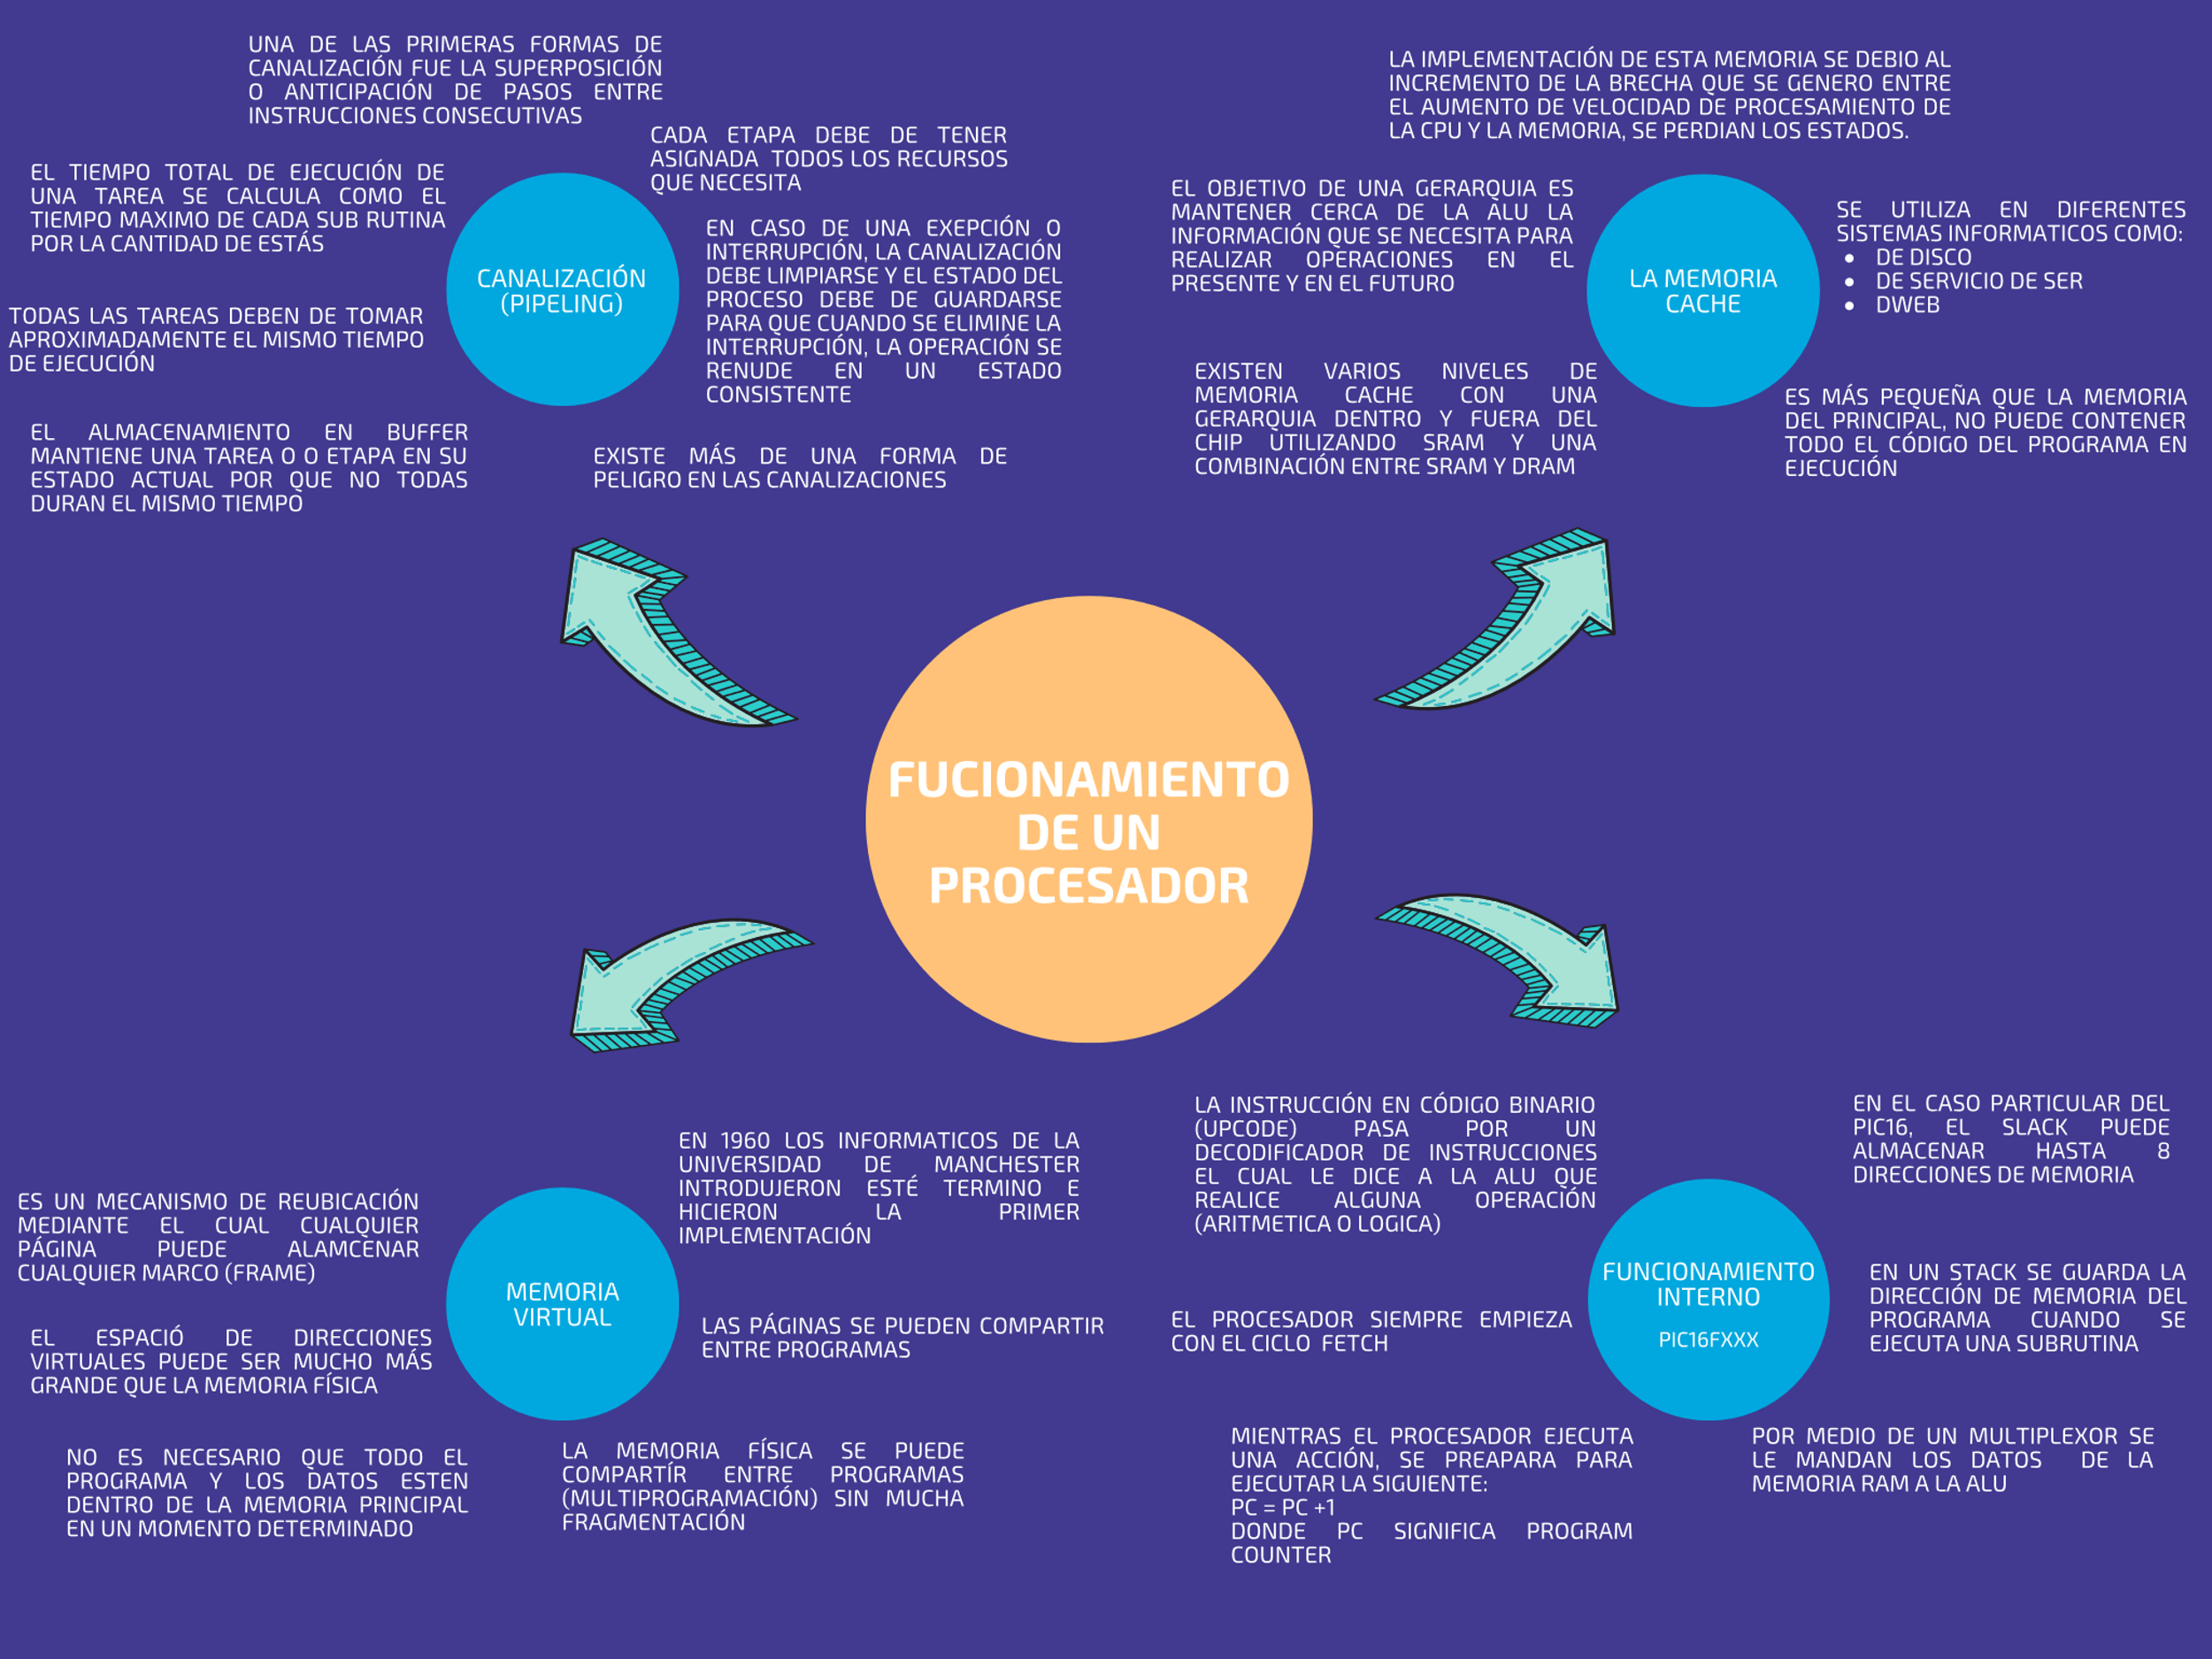 UNA DE LAS PRIMERAS FORMAS DE
CANALIZACIÓN FUE LA SUPERPOSICIÓN
O ANTICIPACIÓN DE PASOS ENTRE
INSTRUCCIONES CONSECUTIVAS
CADA ETAPA DEBE DE TENER
ASIGNADA TODOS LOS RECURSOS
QUE NECESITA
EL TIEMPO TOTAL DE EJECUCIÓN DE
UNA TAREA SE CALCULA COMO EL
TIEMPO MAXIMO DE CADA SUB RUTINA
POR LA CANTIDAD DE ESTÁS
CANALIZACIÓN
(PIPELING)
EN CASO DE UNA EXEPCIÓN O
INTERRUPCIÓN, LA CANALIZACIÓN
DEBE LIMPIARSE Y EL ESTADO DEL
PROCESO DEBE DE GUARDARSE
PARA QUE CUANDO SE ELIMINE LA
INTERRUPCIÓN, LA OPERACIÓN SE
RENUDE EN UN ESTADO
CONSISTENTE
TODAS LAS TAREAS DEBEN DE TOMAR
APROXIMADAMENTE EL MISMO TIEMPO
DE EJECUCIÓN
EL ALMACENAMIENTO EN BUFFER
MANTIENE UNA TAREA O O ETAPA EN SU
ESTADO ACTUAL POR QUE NO TODAS
DURAN EL MISMO TIEMPO
EXISTE MÁS DE UNA FORMA DE
PELIGRO EN LAS CANALIZACIONES
LA IMPLEMENTACIÓN DE ESTA MEMORIA SE DEBIO AL
INCREMENTO DE LA BRECHA QUE SE GENERO ENTRE
EL AUMENTO DE VELOCIDAD DE PROCESAMIENTO DE
LA CPU Y LA MEMORIA, SE PERDIAN LOS ESTADOS.
EL OBJETIVO DE UNA GERARQUIA ES
MANTENER CERCA DE LA ALU LA
INFORMACIÓN QUE SE NECESITA PARA
REALIZAR OPERACIONES EN EL
PRESENTE Y EN EL FUTURO
LA MEMORIA
CACHE
SE UTILIZA EN DIFERENTES
SISTEMAS INFORMATICOS COMO:
• DE DISCO
• DE SERVICIO DE SER
• DWEB
EXISTEN VARIOS NIVELES DE
MEMORIA CACHE CON UNA
GERARQUIA DENTRO Y FUERA DEL
CHIP UTILIZANDO SRAM Y UNA
COMBINACIÓN ENTRE SRAM Y DRAM
ES MÁS PEQUEÑA QUE LA MEMORIA
DEL PRINCIPAL, NO PUEDE CONTENER
TODO EL CÓDIGO DEL PROGRAMA EN
EJECUCIÓN
FUCIONAMIENTO
DE UN
PROCESADOR
EN 1960 LOS INFORMATICOS DE LA
UNIVERSIDAD DE MANCHESTER
INTRODUJERON ESTÉ TERMINO E
HICIERON LA PRIMER
IMPLEMENTACIÓN
ES UN MECANISMO DE REUBICACIÓN
MEDIANTE EL CUAL CUALQUIER
PÁGINA PUEDE ALAMCENAR
CUALQUIER MARCO (FRAME)
MEMORIA
VIRTUAL
LAS PÁGINAS SE PUEDEN COMPARTIR
ENTRE PROGRAMAS
EL ESPACIÓ DE DIRECCIONES
VIRTUALES PUEDE SER MUCHO MÁS
GRANDE QUE LA MEMORIA FÍSICA
NO ES NECESARIO QUE TODO EL
PROGRAMA Y LOS DATOS ESTEN
DENTRO DE LA MEMORIA PRINCIPAL
EN UN MOMENTO DETERMINADO
LA MEMORIA FÍSICA SE PUEDE
COMPARTÍR ENTRE PROGRAMAS
(MULTIPROGRAMACIÓN) SIN MUCHA
FRAGMENTACIÓN
LA INSTRUCCIÓN EN CÓDIGO BINARIO
(UPCODE) PASA POR UN
DECODIFICADOR DE INSTRUCCIONES
EL CUAL LE DICE A LA ALU QUE
REALICE ALGUNA OPERACIÓN
(ARITMETICA O LOGICA)
EN EL CASO PARTICULAR DEL
PIC16, EL SLACK PUEDE
ALMACENAR HASTA 8
DIRECCIONES DE MEMORIA
FUNCIONAMIENTO
INTERNO
PIC16FXXX
EN UN STACK SE GUARDA LA
DIRECCIÓN DE MEMORIA DEL
PROGRAMA CUANDO SE
EJECUTA UNA SUBRUTINA
EL PROCESADOR SIEMPRE EMPIEZA
CON EL CICLO FETCH
MIENTRAS EL PROCESADOR EJECUTA
UNA ACCIÓN, SE PREAPARA PARA
EJECUTAR LA SIGUIENTE:
PC = PC +1
DONDE PC SIGNIFICA PROGRAM
COUNTER
POR MEDIO DE UN MULTIPLEXOR SE
LE MANDAN LOS DATOS DE LA
MEMORIA RAM A LA ALU